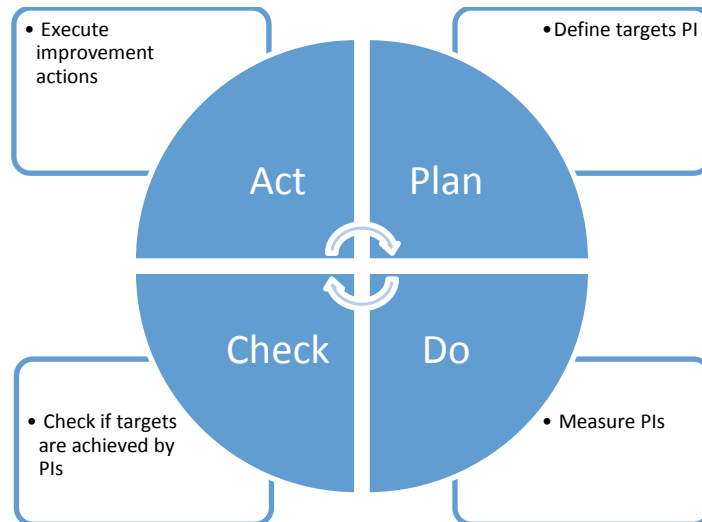 • Execute
improvement
actions
•Define targets PI
Act
Plan
Check
Do
• Check if targets
are achieved by
PIs
• Measure PIs